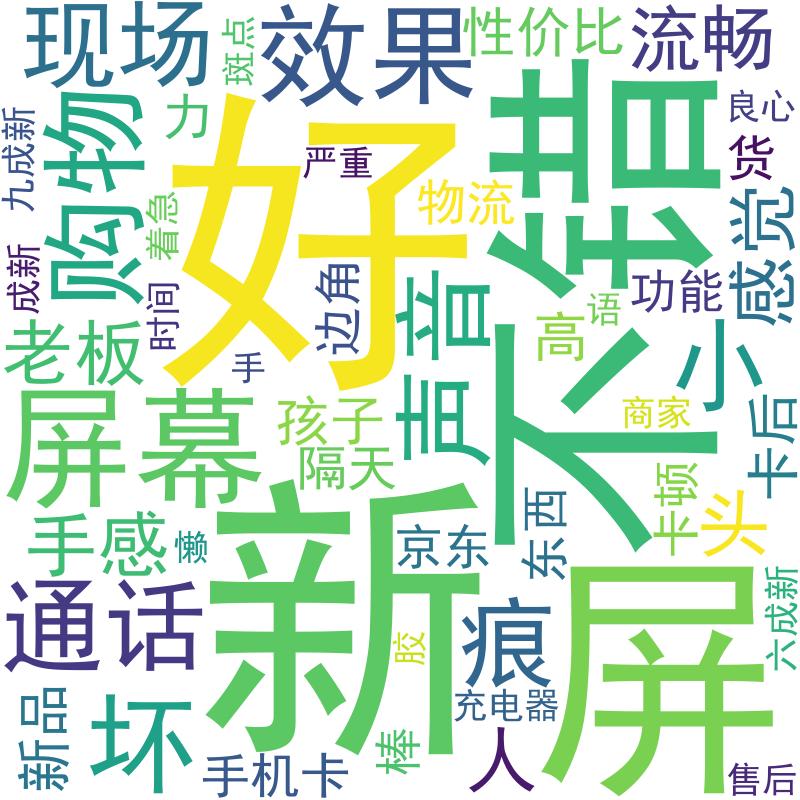 现场
斑点
效果
性价比
流畅
九成新
购物
力
好
严重
物流
不错
良心
货
感觉
着急
成新
时间
边角
声音
功能
语
高
小
老板
手
屏幕
孩子
隔天
商家
卡后
卡顿
头
手感
懒
新
京东
东西
屏
通话
痕
胶
六成新
新品
坏
手机卡
棒
充电器
人
售后